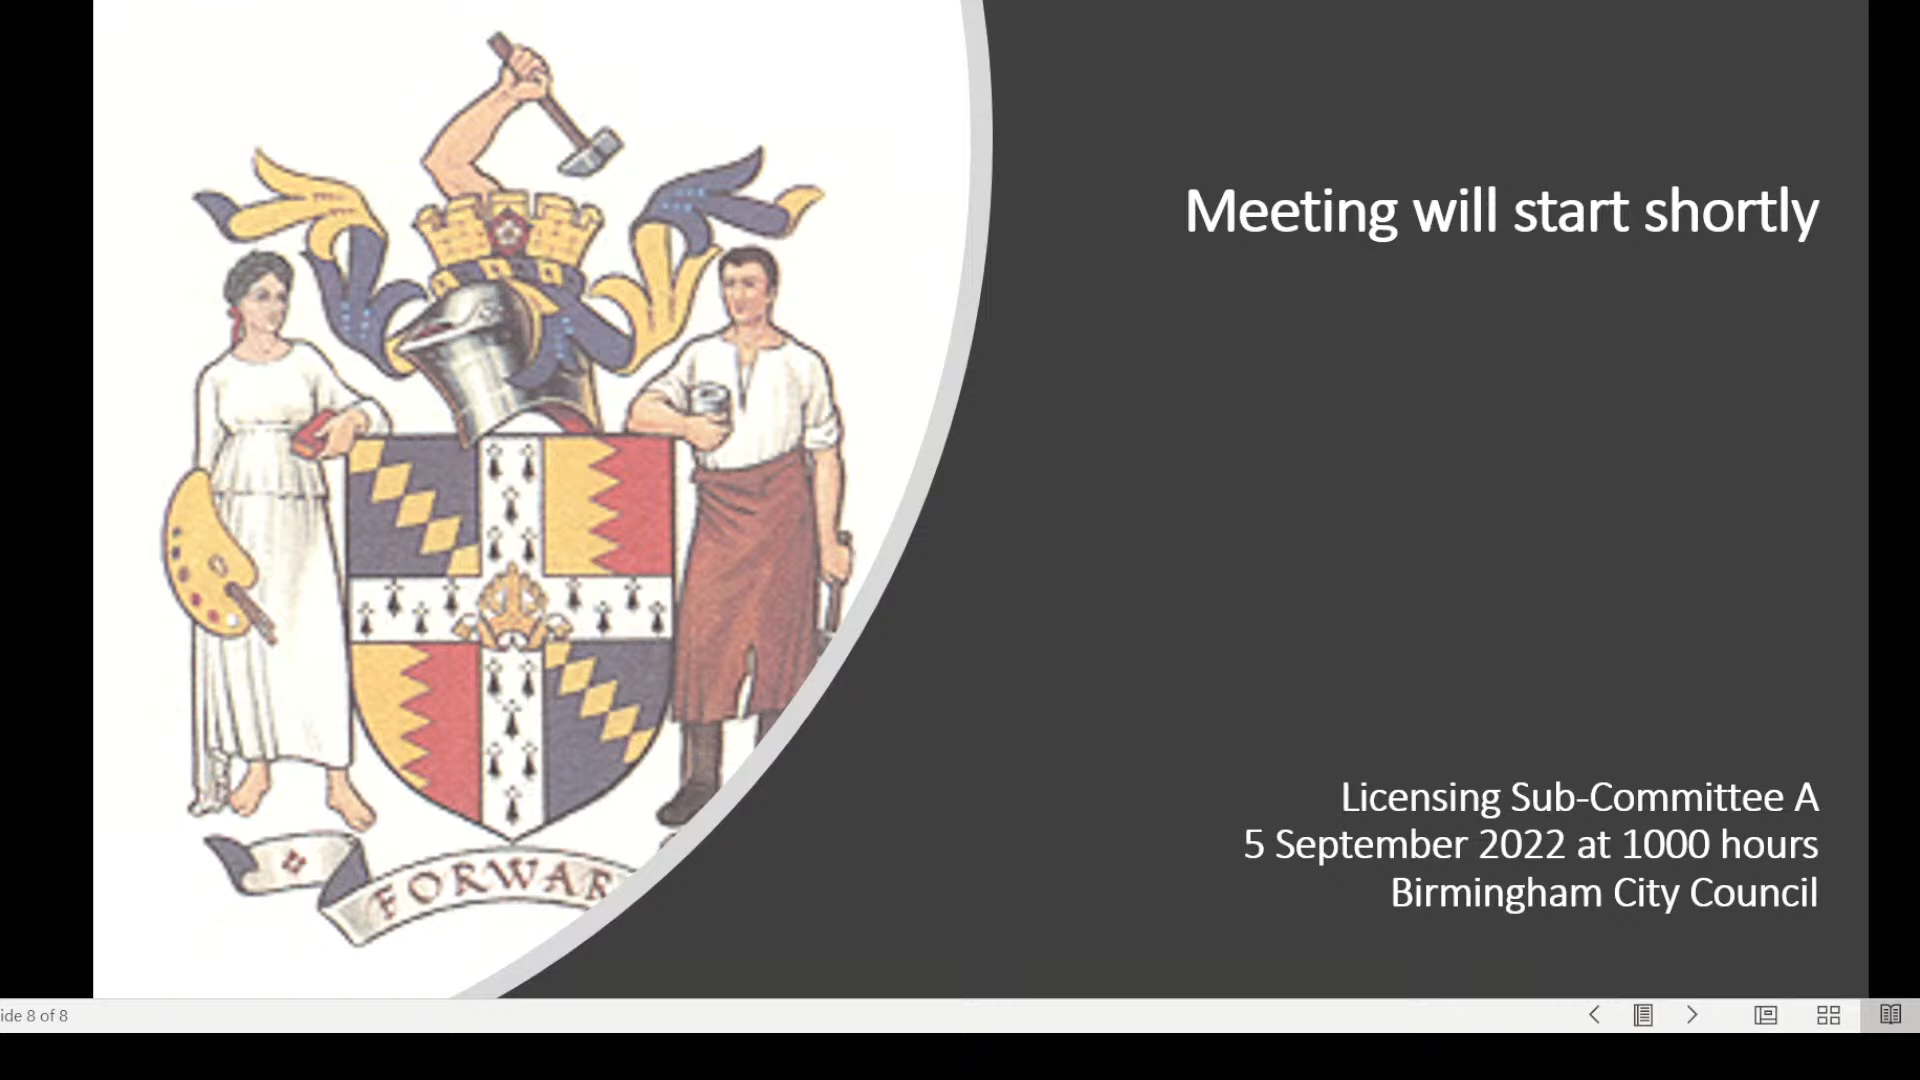 Meeting will start shortly
Licensing Sub-Committee A
5 September 2022 at 1000 hours
Birmingham City Council
FORWAR
ide 8 of 8